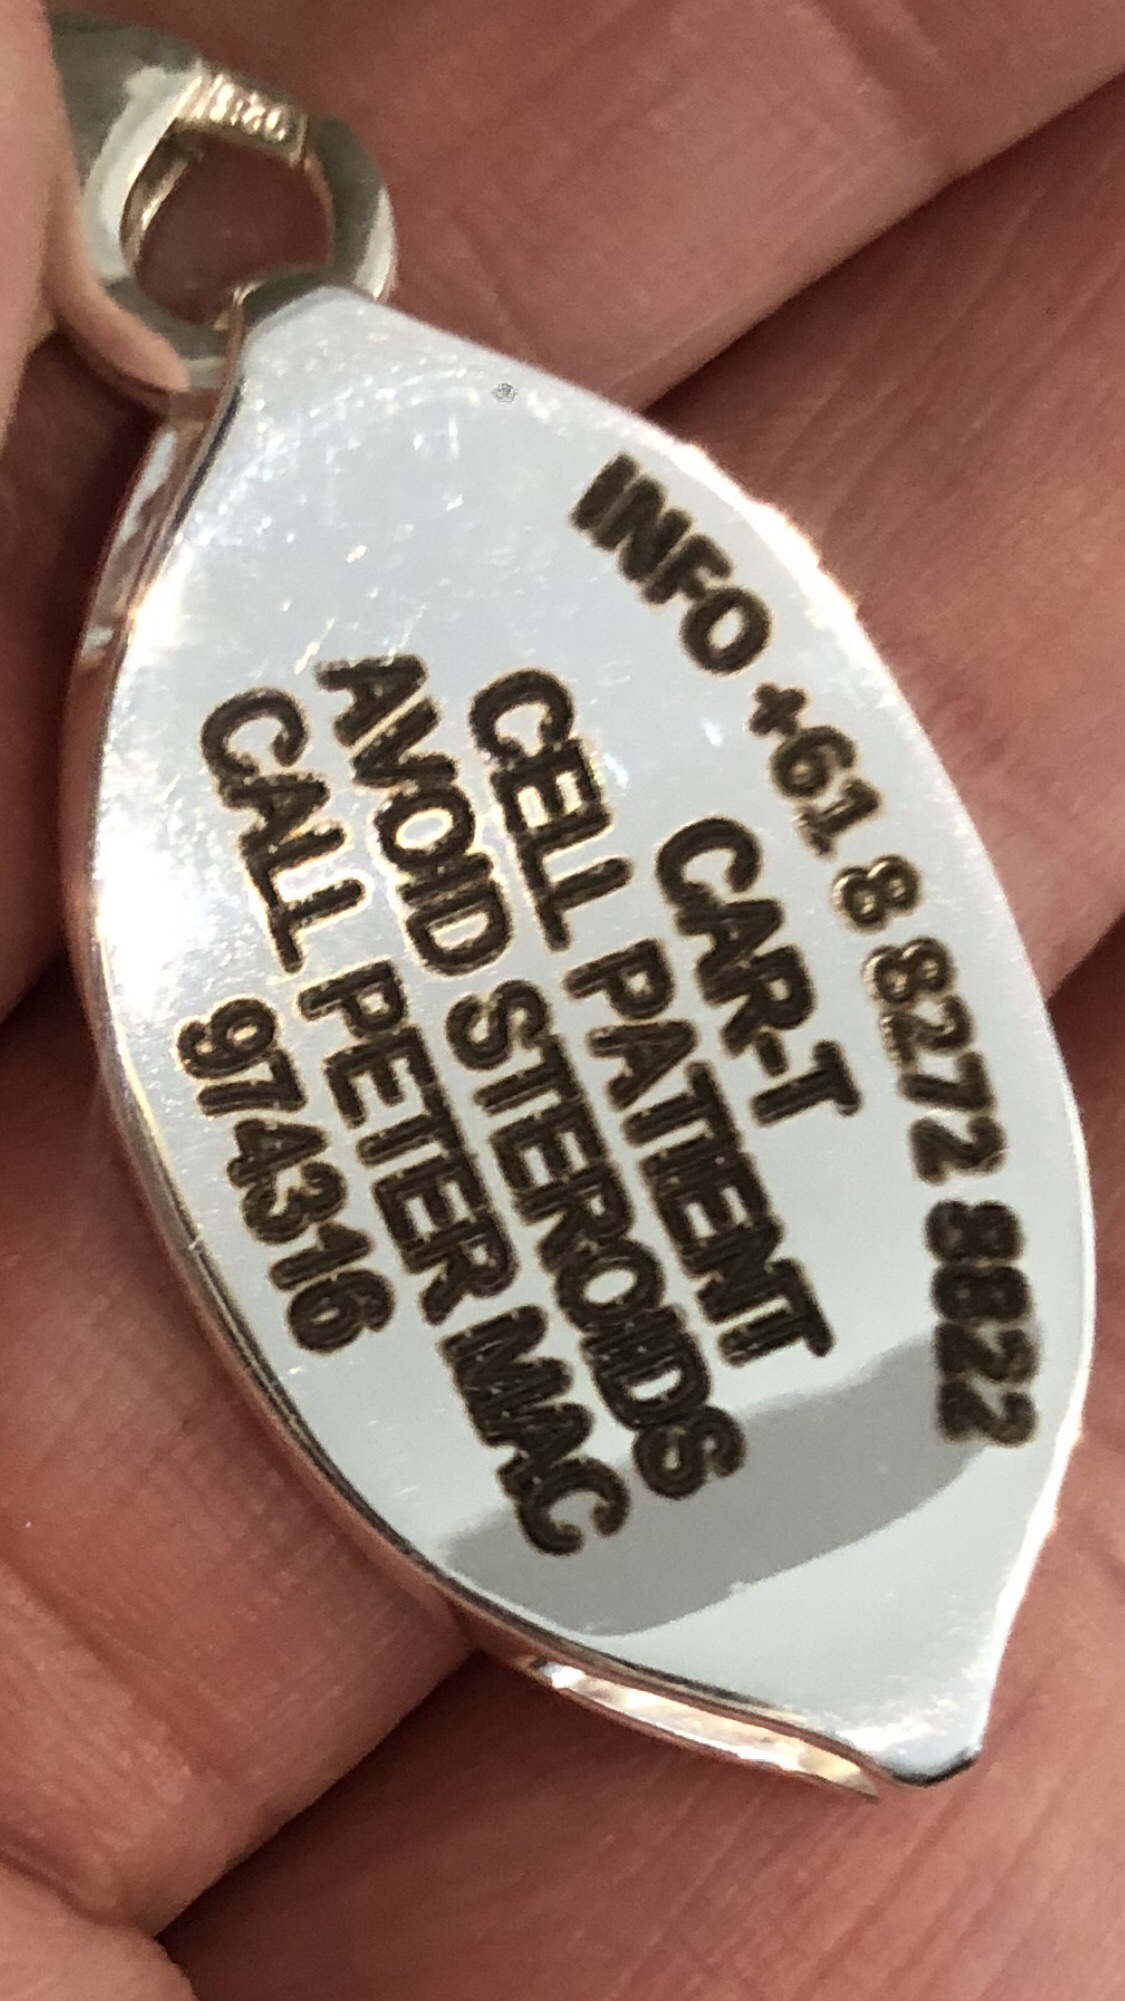 INFO +61 8 8272 8822
CAR-T
CELL PATIENT
AVOID STEROIDS
CALL PETER MAC
974316